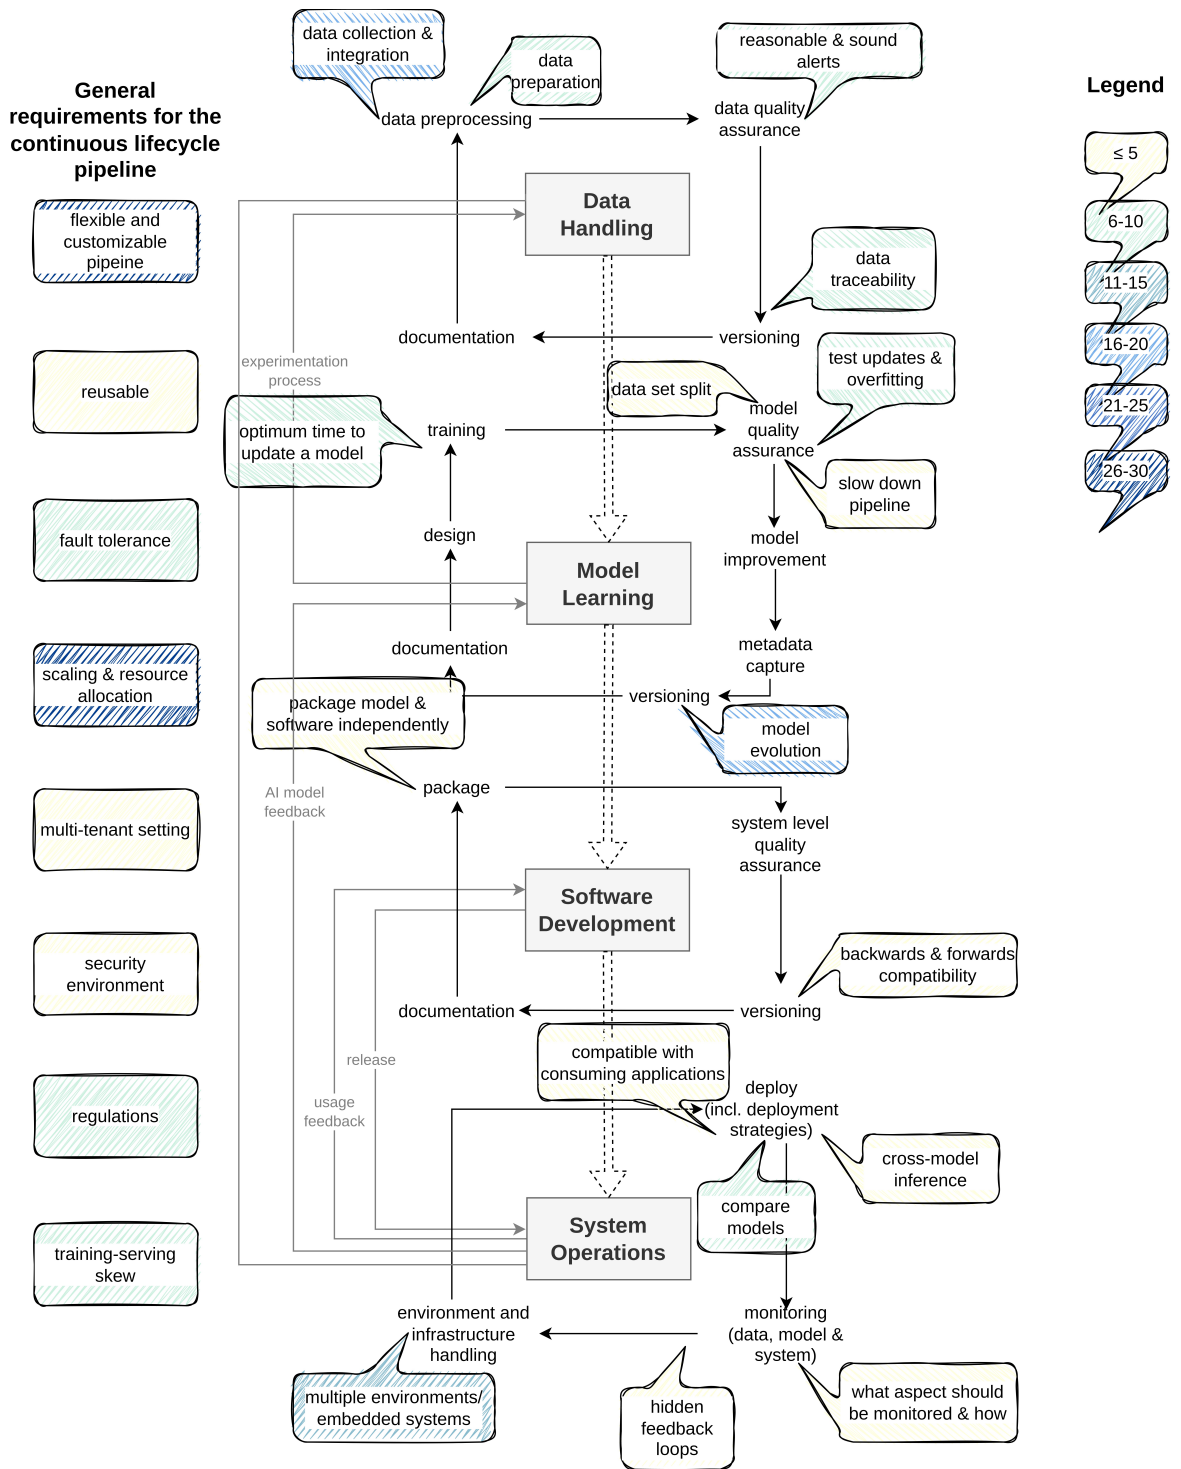 General
requirements for the
continuous lifecycle
pipeline
flexible and
customizable
pipeine
reusable
fault tolerance
scaling & resource
allocation
multi-tenant setting
security
environment
regulations
training-serving
skew
data collection &
integration
data
preparation
reasonable & sound
alerts
data preprocessing
data quality
assurance
Data
Handling
data
traceability
documentation
versioning
experimentation
process
data set split
test updates &
overfitting
optimum time to
update a model
training
model
quality
assurance
slow down
pipeline
design
model
improvement
Model
Learning
documentation
metadata
capture
package model &
software independently
versioning
model
evolution
AI model
feedback
package
system level
quality
assurance
Software
Development
backwards & forwards
compatibility
documentation
versioning
release
usage
feedback
compatible with
consuming applications
deploy
(incl. deployment
strategies)
cross-model
inference
compare
models
System
Operations
environment and
infrastructure
handling
monitoring
(data, model &
system)
multiple environments/
embedded systems
hidden
feedback
loops
what aspect should
be monitored & how
Legend
≤ 5
6-10
11-15
16-20
21-25
26-30